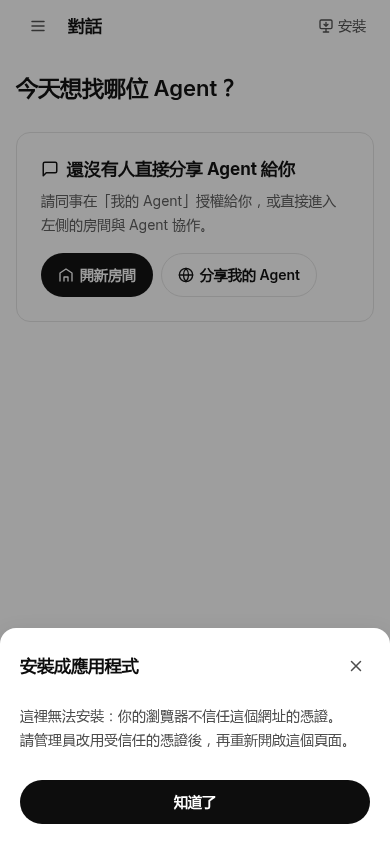 對話
安裝
今天想找哪位 Agent？
還沒有人直接分享 Agent 給你
請同事在「我的 Agent」授權給你，或直接進入
左側的房間與 Agent 協作。
開新房間
分享我的 Agent
安裝成應用程式
這裡無法安裝：你的瀏覽器不信任這個網址的憑證。
請管理員改用受信任的憑證後，再重新開啟這個頁面。
知道了